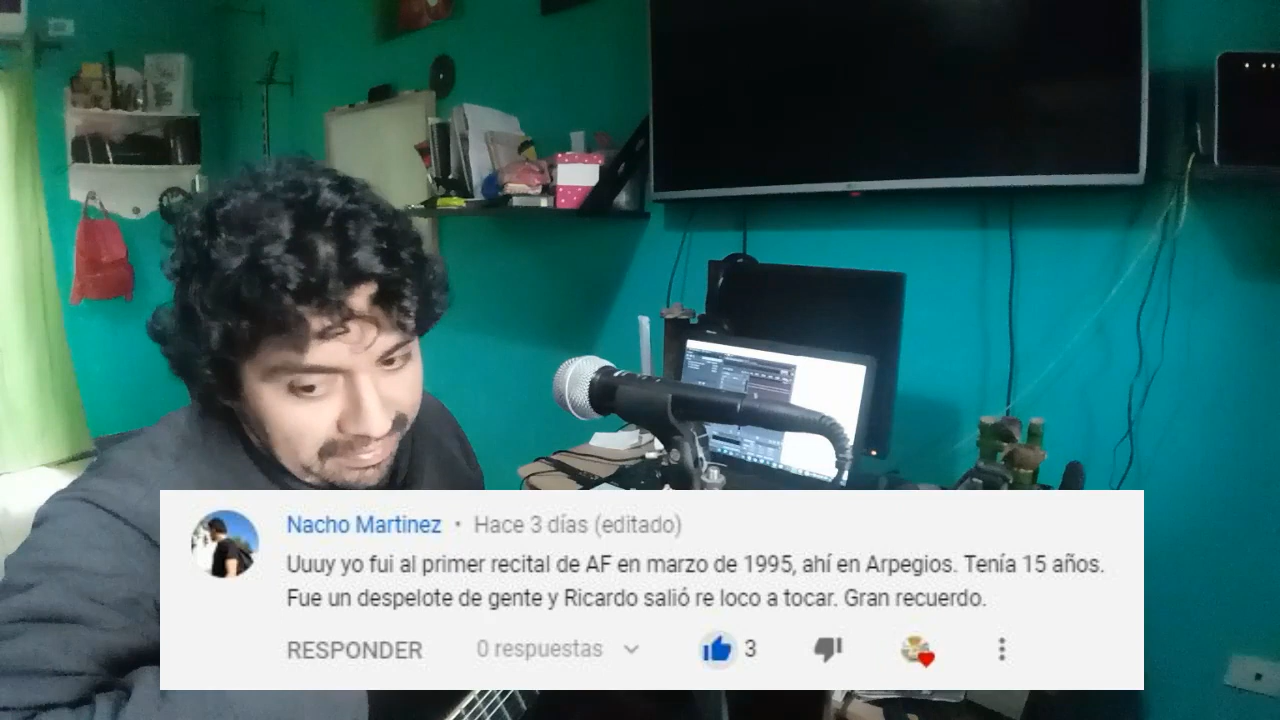 Nacho Martinez • Hace 3 días (editado)
Uuuy yo fui al primer recital de AF en marzo de 1995, ahí en Arpegios. Tenía 15 años.
Fue un despelote de gente y Ricardo salió re loco a tocar. Gran recuerdo.
RESPONDER 0 respuestas 3